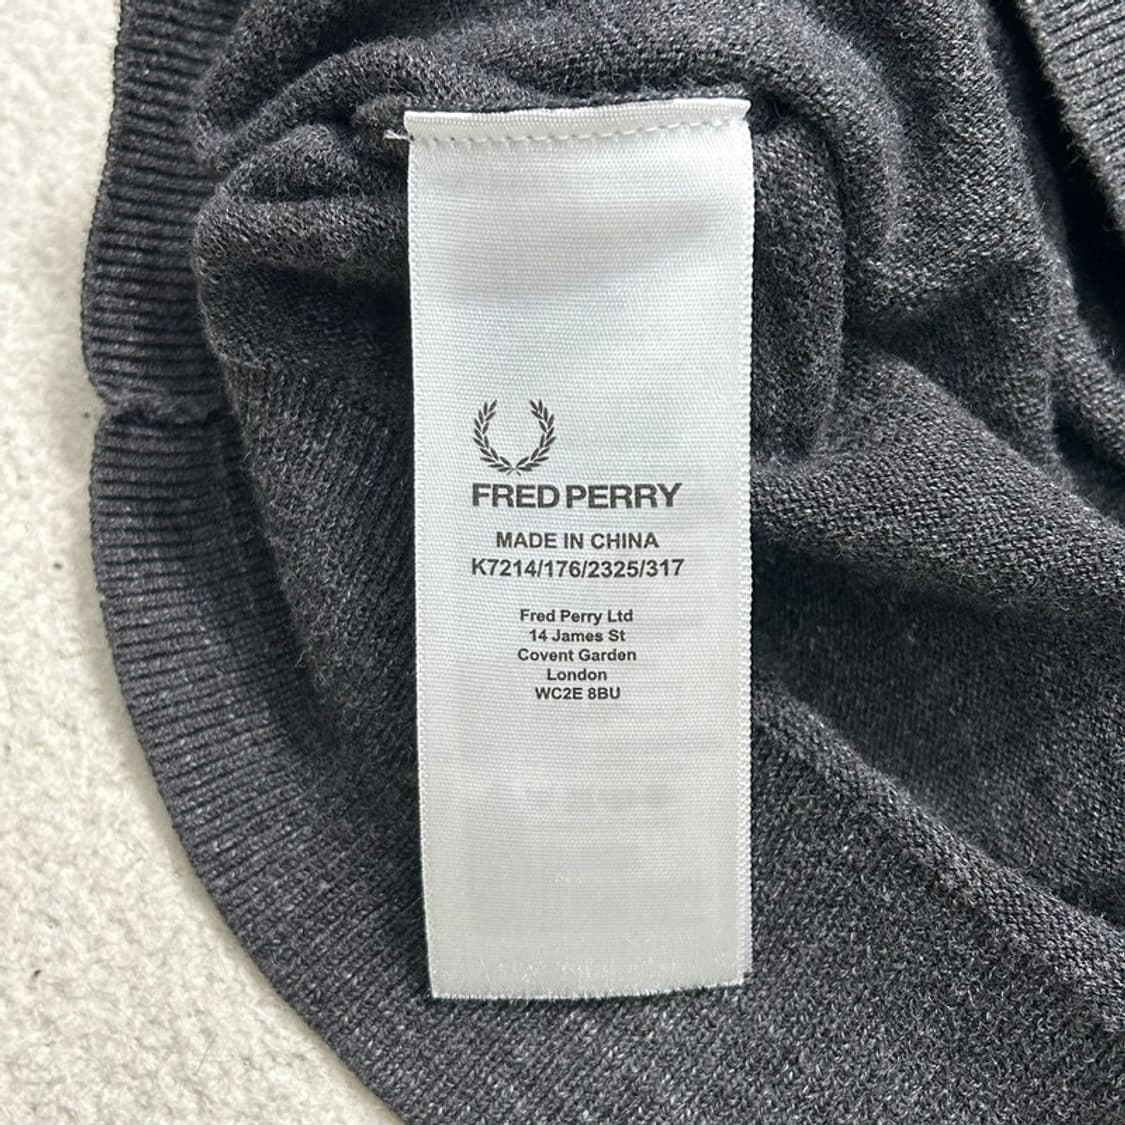 FRED PERRY
MADE IN CHINA
K7214/176/2325/317
Fred Perry Ltd
14 James St
Covent Garden
London
WC2E 8BU